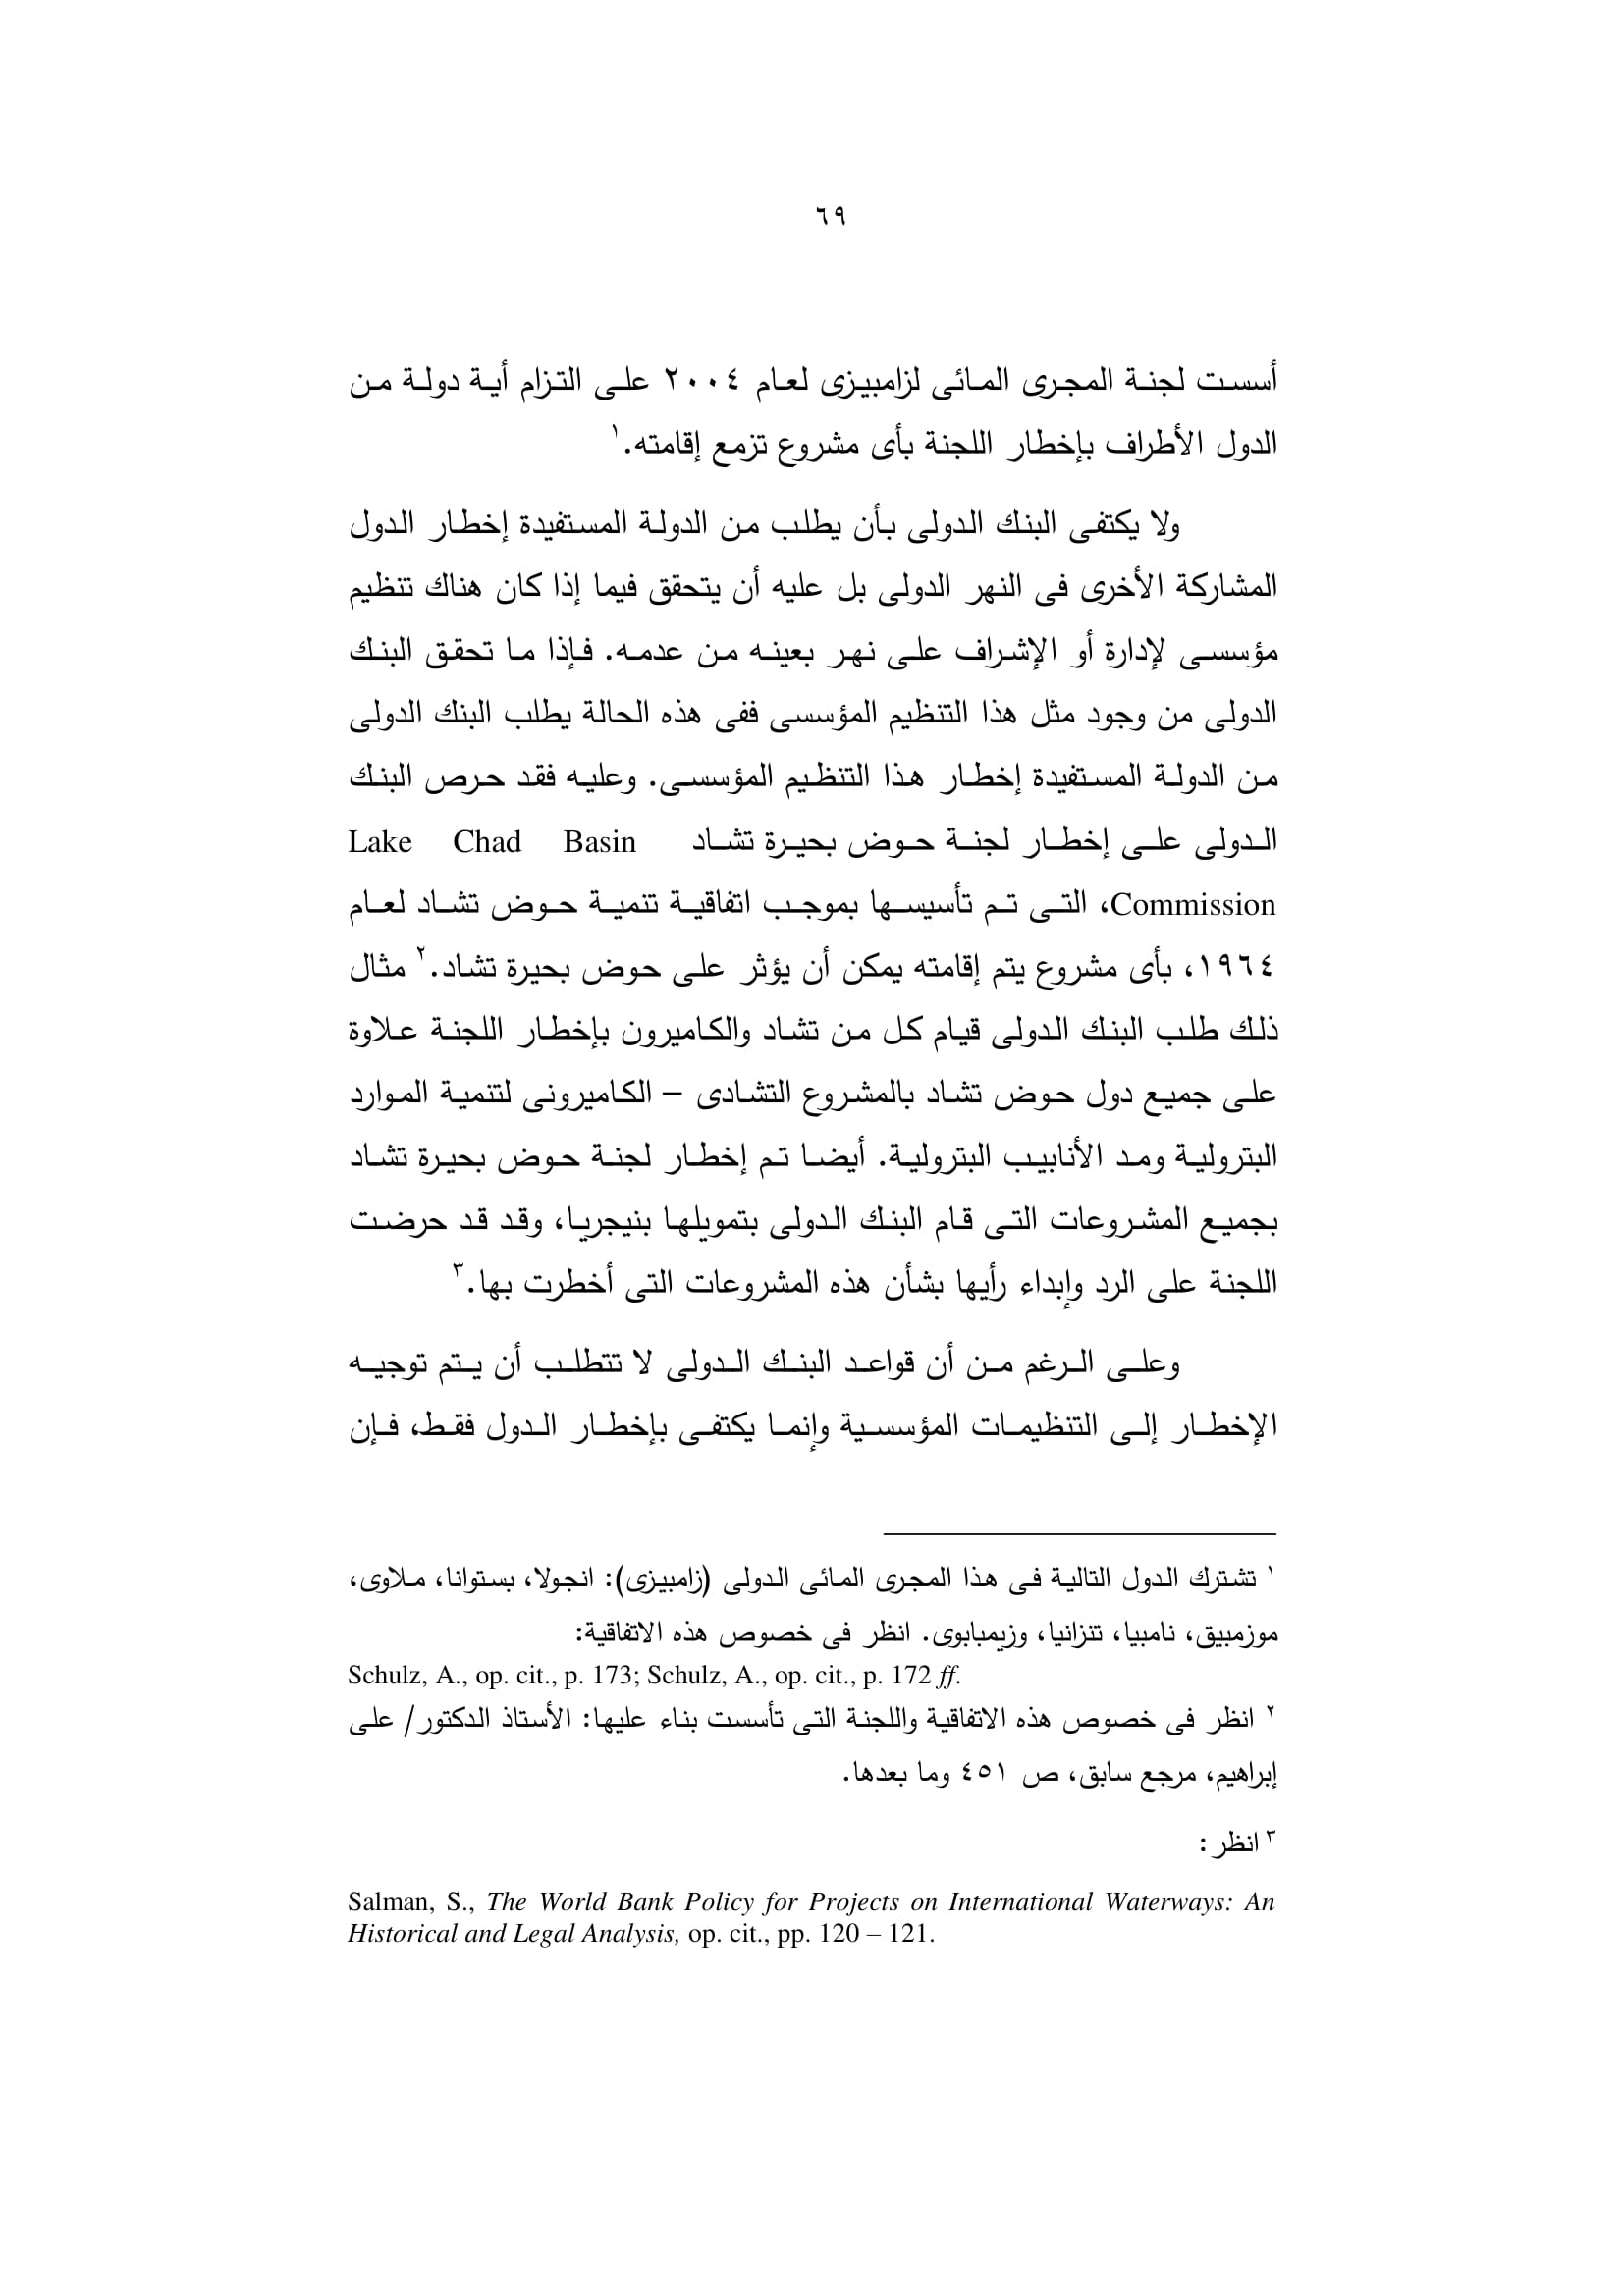 ٦٩
أسست لجنة المجرى المائى لزامبيزى لعام ٢٠٠٤ على التزام أية دولة من
الدول الأطراف بإخطار اللجنة بأى مشروع تزمع إقامته.١
ولا يكتفى البنك الدولى بأن يطلب من الدولة المستفيدة إخطار الدول
المشاركة الأخرى فى النهر الدولى بل عليه أن يتحقق فيما إذا كان هناك تنظيم
مؤسسى لإدارة أو الإشراف على نهر بعينه من عدمه. فإذا ما تحقق البنك
الدولى من وجود مثل هذا التنظيم المؤسسى ففى هذه الحالة يطلب البنك الدولى
من الدولة المستفيدة إخطار هذا التنظيم المؤسسى. وعليه فقد حرص البنك
الدولى على إخطار لجنة حوض بحيرة تشاد Lake Chad Basin
Commission، التى تم تأسيسها بموجب اتفاقية تنمية حوض تشاد لعام
١٩٦٤، بأى مشروع يتم إقامته يمكن أن يؤثر على حوض بحيرة تشاد.٢ مثال
ذلك طلب البنك الدولى قيام كل من تشاد والكاميرون بإخطار اللجنة علاوة
على جميع دول حوض تشاد بالمشروع التشادى – الكاميرونى لتنمية الموارد
البترولية ومد الأنابيب البترولية. أيضا تم إخطار لجنة حوض بحيرة تشاد
بجميع المشروعات التى قام البنك الدولى بتمويلها بنيجريا، وقد قد حرضت
اللجنة على الرد وإبداء رأيها بشأن هذه المشروعات التى أخطرت بها.٣
وعلى الرغم من أن قواعد البنك الدولى لا تتطلب أن يتم توجيه
الإخطار إلى التنظيمات المؤسسية وإنما يكتفى بإخطار الدول فقط، فإن
١ تشترك الدول التالية فى هذا المجرى المائى الدولى (زامبيزى): انجولا، بستوانا، ملاوى،
موزمبيق، نامبيا، تنزانيا، وزيمبابوى. انظر فى خصوص هذه الاتفاقية:
Schulz, A., op. cit., p. 173; Schulz, A., op. cit., p. 172 ff.
٢ انظر فى خصوص هذه الاتفاقية واللجنة التى تأسست بناء عليها: الأستاذ الدكتور/ على
إبراهيم، مرجع سابق، ص ٤٥١ وما بعدها.
٣ انظر:
Salman, S., The World Bank Policy for Projects on International Waterways: An
Historical and Legal Analysis, op. cit., pp. 120 – 121.